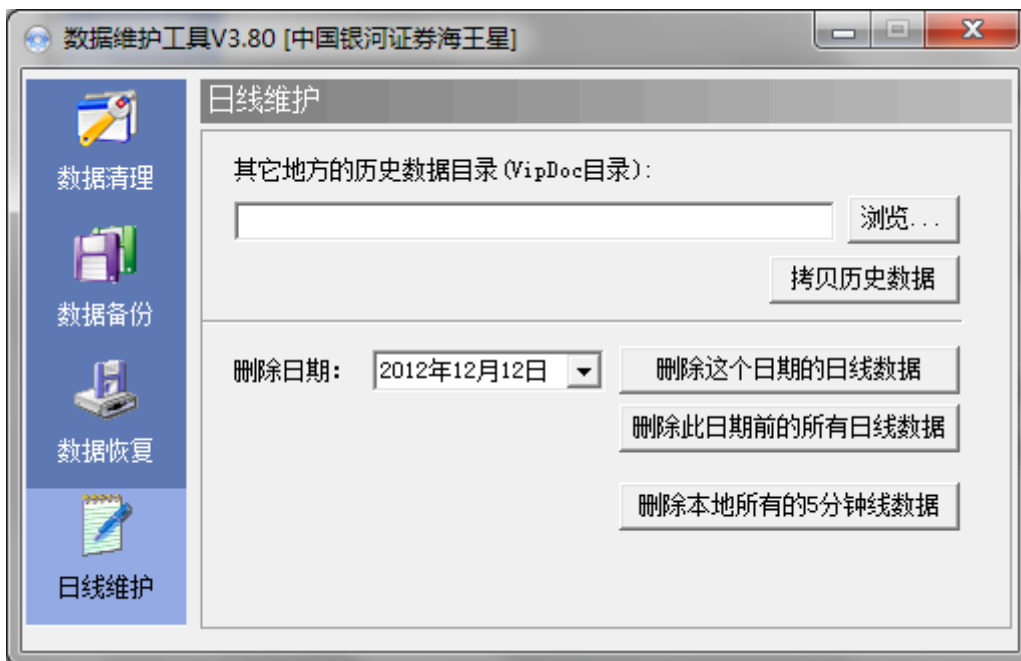 数据维护工具V3.80 [中国银河证券海王星]
数据清理
数据备份
数据恢复
日线维护
日线维护
其它地方的历史数据目录(VipDoc目录):
浏览...
拷贝历史数据
删除日期: 2012年12月12日 删除这个日期的日线数据
删除此日期前的所有日线数据
删除本地所有的5分钟线数据